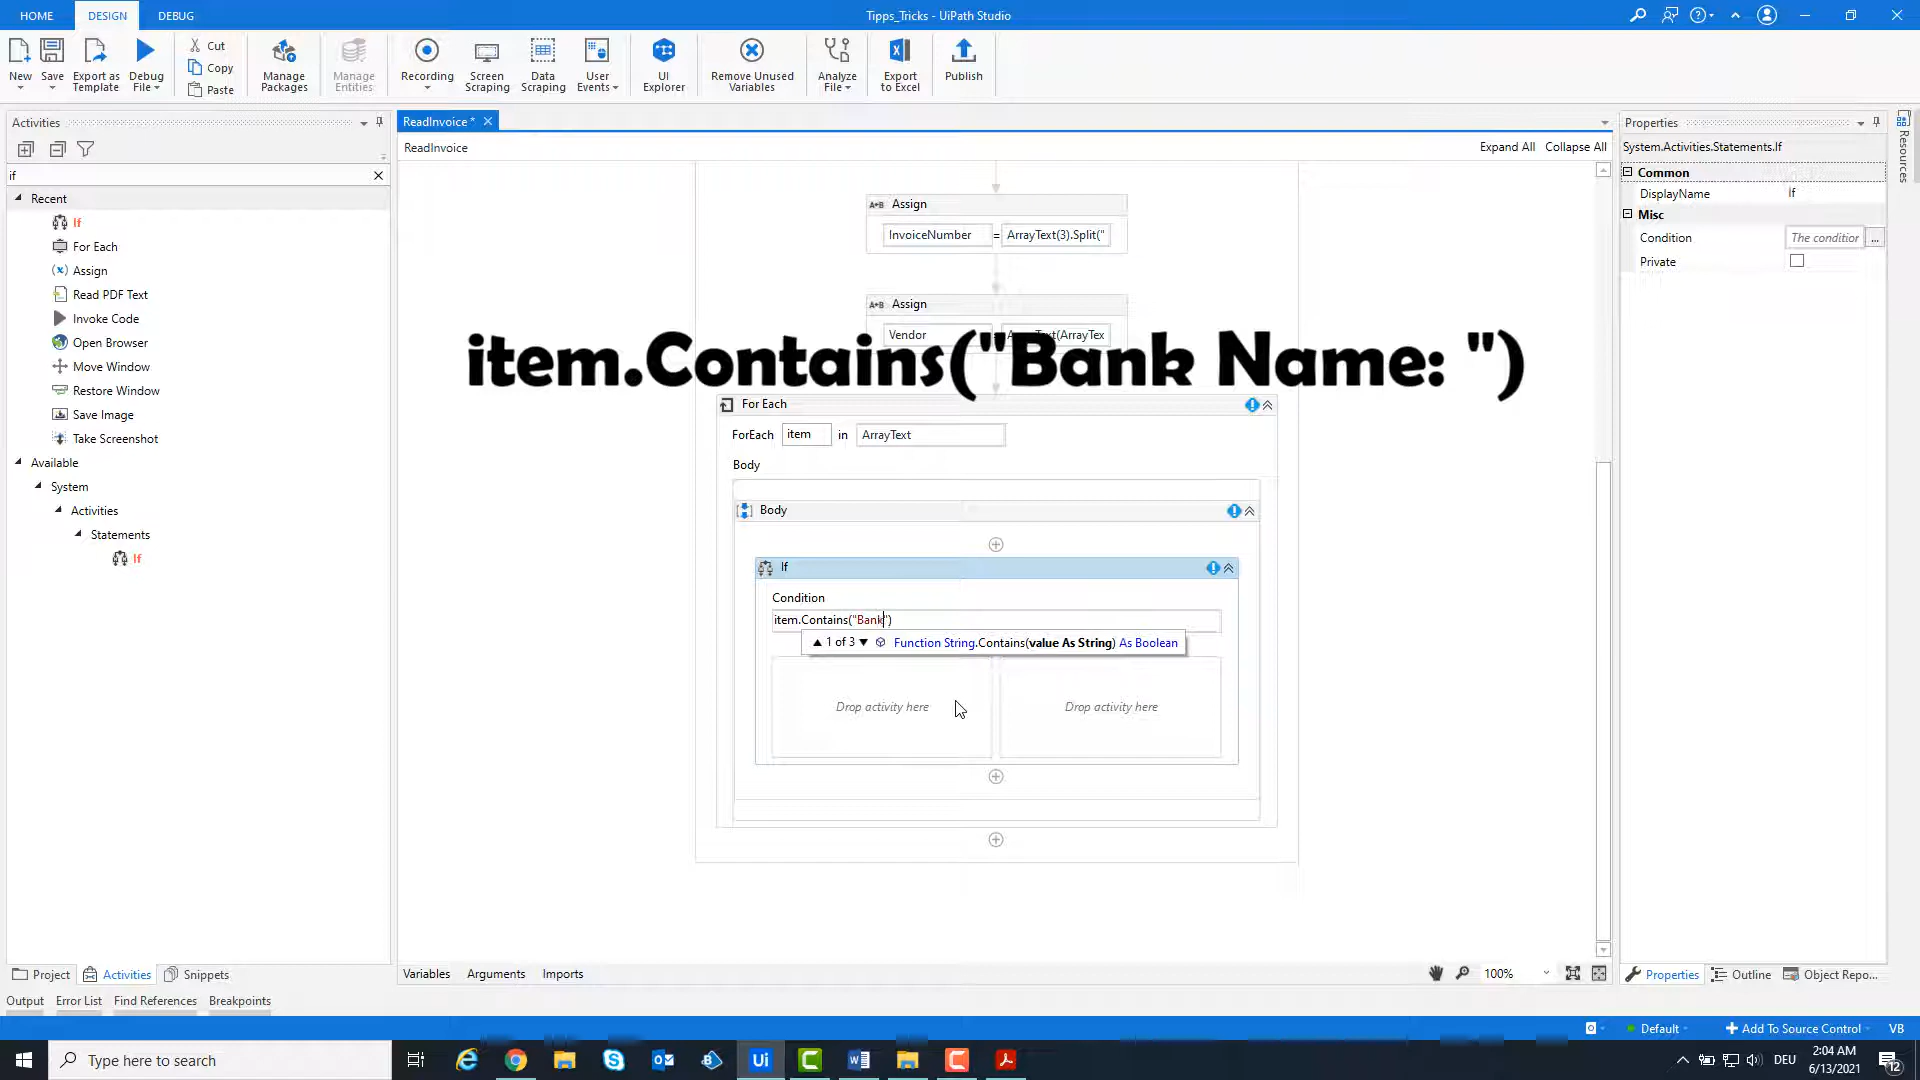 HOME DESIGN DEBUG
Tipps_Tricks - UiPath Studio
New Save Export as Template Debug File
Cut
Copy
Paste
Manage Packages
Manage Entities
Recording
Screen Scraping
Data Scraping
User Events
UI Explorer
Remove Unused Variables
Analyze File
Export to Excel
Publish
Activities
if
Recent
If
For Each
Assign
Read PDF Text
Invoke Code
Open Browser
Move Window
Restore Window
Save Image
Take Screenshot
Available
System
Activities
Statements
If
Project Activities Snippets
ReadInvoice *
ReadInvoice
Expand All Collapse All
A+B Assign
InvoiceNumber = ArrayText(3).Split("
A+B Assign
Vendor ArrayText(ArrayTex
item.Contains("Bank Name: ")
For Each
ForEach item in ArrayText
Body
Body
If
Condition
item.Contains("Bank")
1 of 3 Function String.Contains(value As String) As Boolean
Drop activity here Drop activity here
Variables Arguments Imports
100%
Properties
System.Activities.Statements.If
Common
DisplayName If
Misc
Condition The condition ...
Private
Resources
Properties Outline Object Repo...
Output Error List Find References Breakpoints
Default Add To Source Control VB
Type here to search
Ui
DEU
2:04 AM
6/13/2021
12